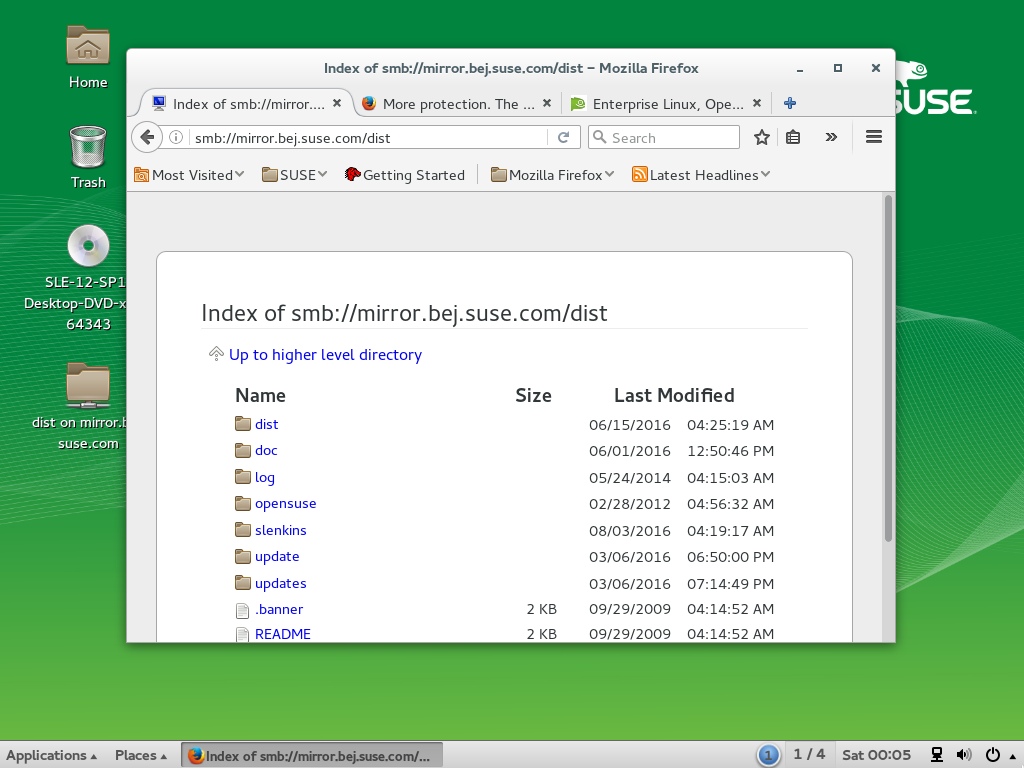 Home
Trash
SLE-12-SP1
Desktop-DVD-x
64343
dist on mirror.b
suse.com
SUSE
Index of smb://mirror.bej.suse.com/dist – Mozilla Firefox
Index of smb://mirror.... More protection. The ... Enterprise Linux, Ope...
smb://mirror.bej.suse.com/dist Search
Most Visited SUSE Getting Started Mozilla Firefox Latest Headlines
Index of smb://mirror.bej.suse.com/dist
Up to higher level directory
Name Size Last Modified
dist 06/15/2016 04:25:19 AM
doc 06/01/2016 12:50:46 PM
log 05/24/2014 04:15:03 AM
opensuse 02/28/2012 04:56:32 AM
slenkins 08/03/2016 04:19:17 AM
update 03/06/2016 06:50:00 PM
updates 03/06/2016 07:14:49 PM
.banner 2 KB 09/29/2009 04:14:52 AM
README 2 KB 09/29/2009 04:14:52 AM
Applications Places Index of smb://mirror.bej.suse.com/... 1 1 / 4 Sat 00:05